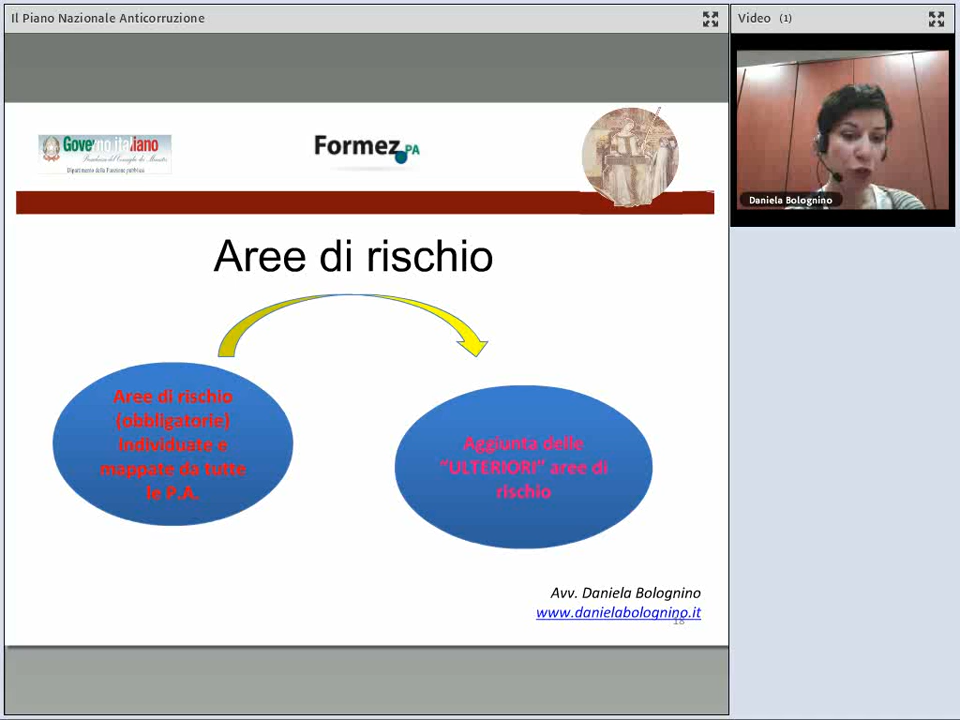 Il Piano Nazionale Anticorruzione
Video (1)
Governo italiano
Presidenza del Consiglio dei Ministri
Dipartimento della Funzione pubblica
Formez PA
Daniela Bolognino
Aree di rischio
Aree di rischio
(obbligatorie)
individuate e
mappate da tutte
le P.A.
Aggiunta delle
"ULTERIORI" aree di
rischio
Avv. Daniela Bolognino
www.danielabolognino.it
18